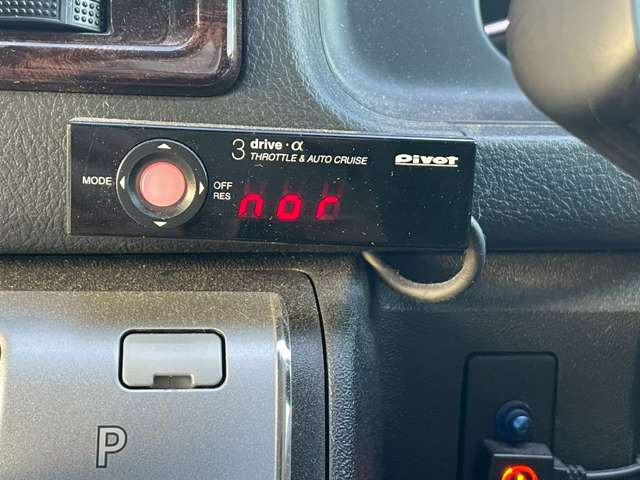 3 drive·α
THROTTLE & AUTO CRUISE
Pivot
MODE
OFF
RES
nor
P